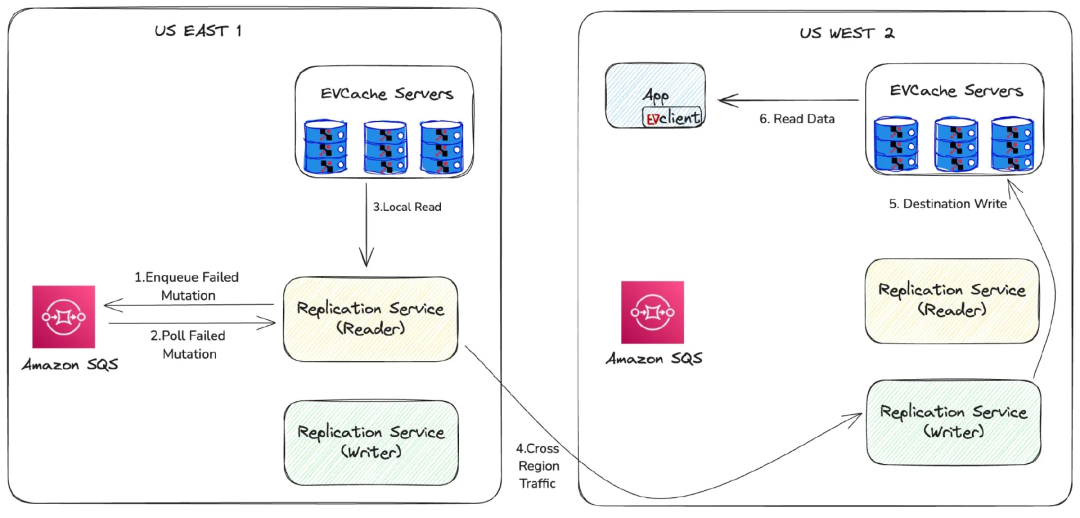 US EAST 1
EVCache Servers
3.Local Read
1.Enqueue Failed
Mutation
2.Poll Failed
Mutation
Amazon SQS
Replication Service
(Reader)
Replication Service
(Writer)
4.Cross
Region
Traffic
US WEST 2
App
EVclient
6. Read Data
EVCache Servers
5. Destination Write
Amazon SQS
Replication Service
(Reader)
Replication Service
(Writer)